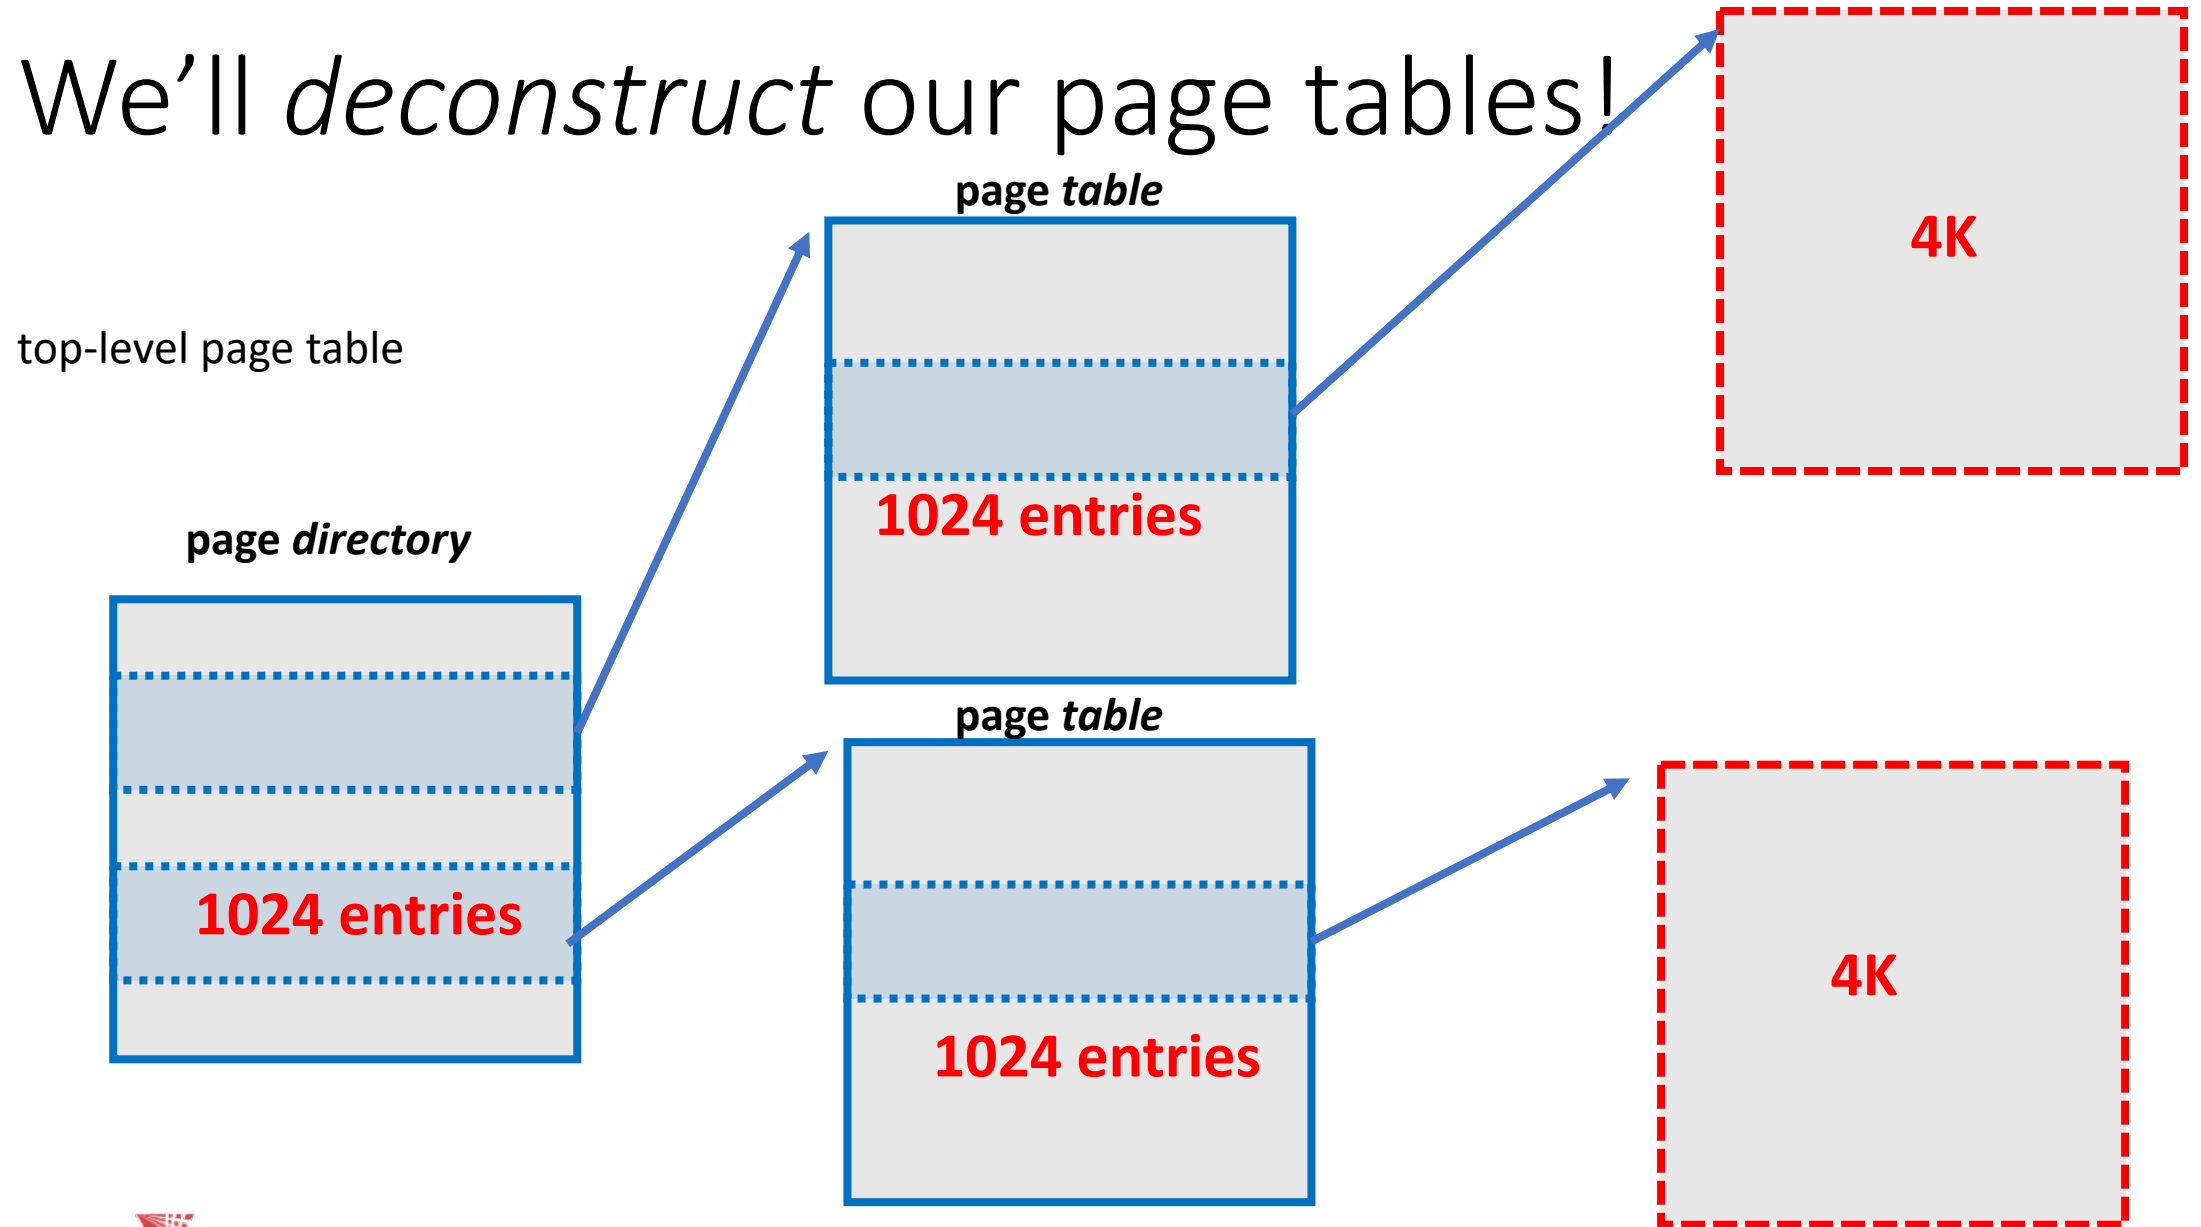 We’ll deconstruct our page tables!
page table
4K
top-level page table
1024 entries
page directory
page table
1024 entries
4K
1024 entries